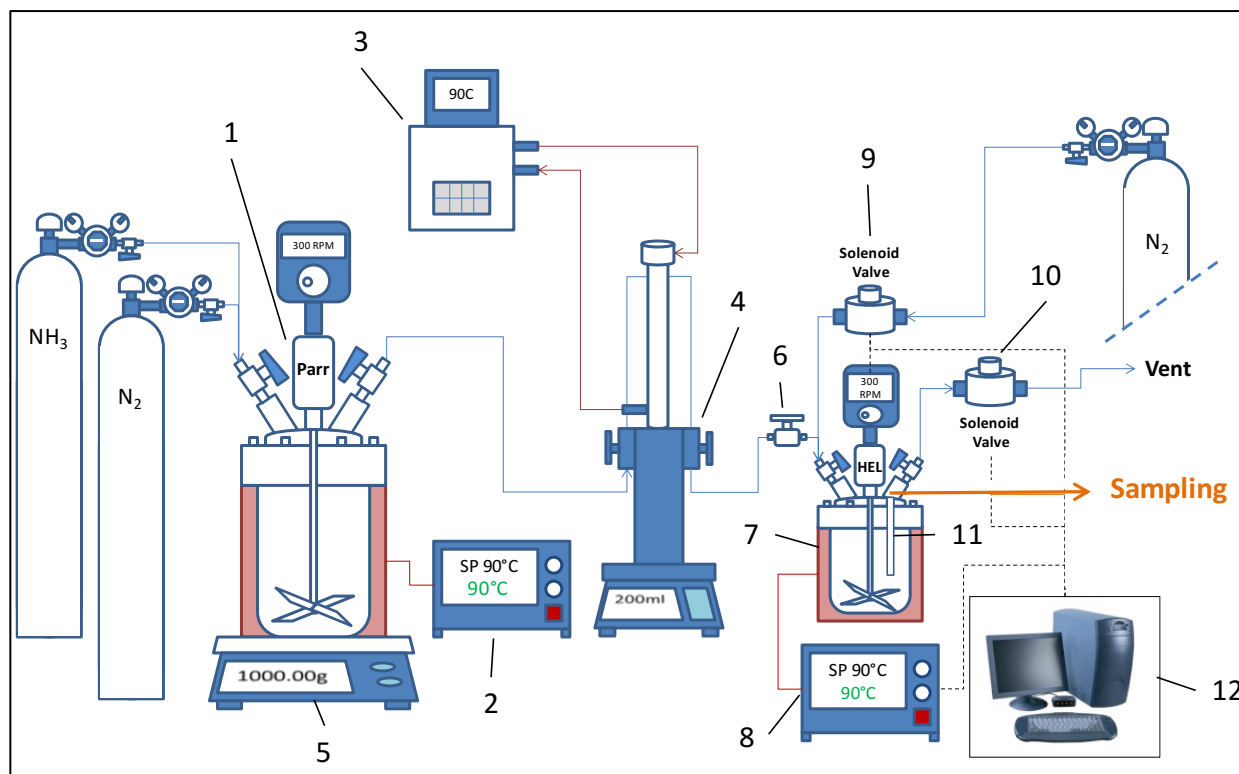 3
90C
1
9
300 RPM
Solenoid
Valve
N2
10
4
NH3
Parr
N2
6
300
RPM
Vent
Solenoid
Valve
HEL
Sampling
7
11
SP 90°C
90°C
200ml
1000.00g
SP 90°C
90°C
12
2
5
8